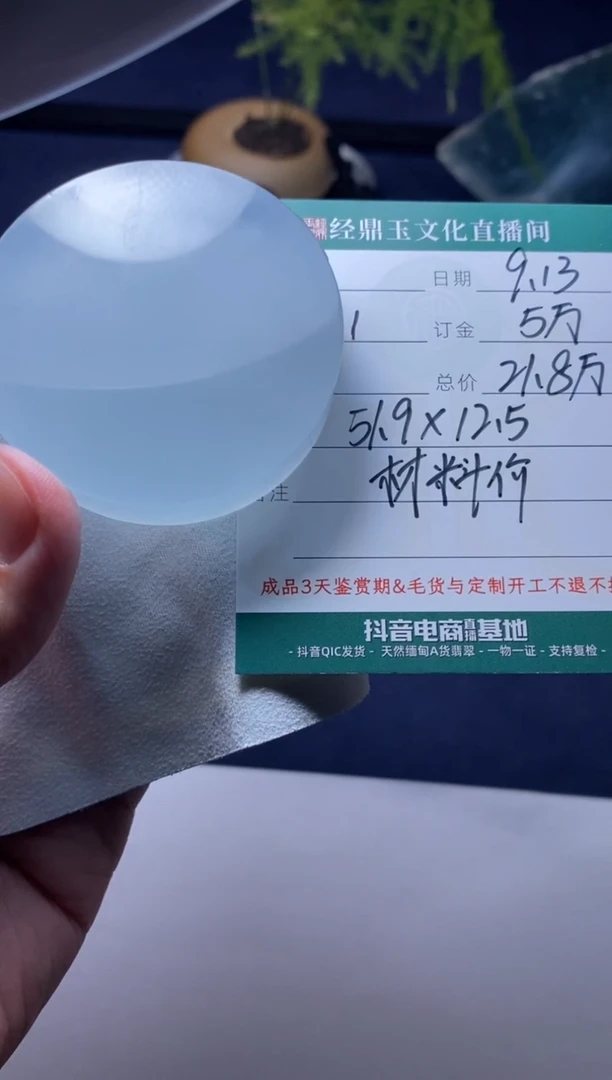 经鼎玉文化直播间
日期 9.13
1 订金 5万
总价 21.8万
51.9×12.5
注 材料价
成品3天鉴赏期&毛货与定制开工不退不
抖音电商直播基地
- 抖音QIC发货 - 天然缅甸A货翡翠 - 一物一证 - 支持复检 -